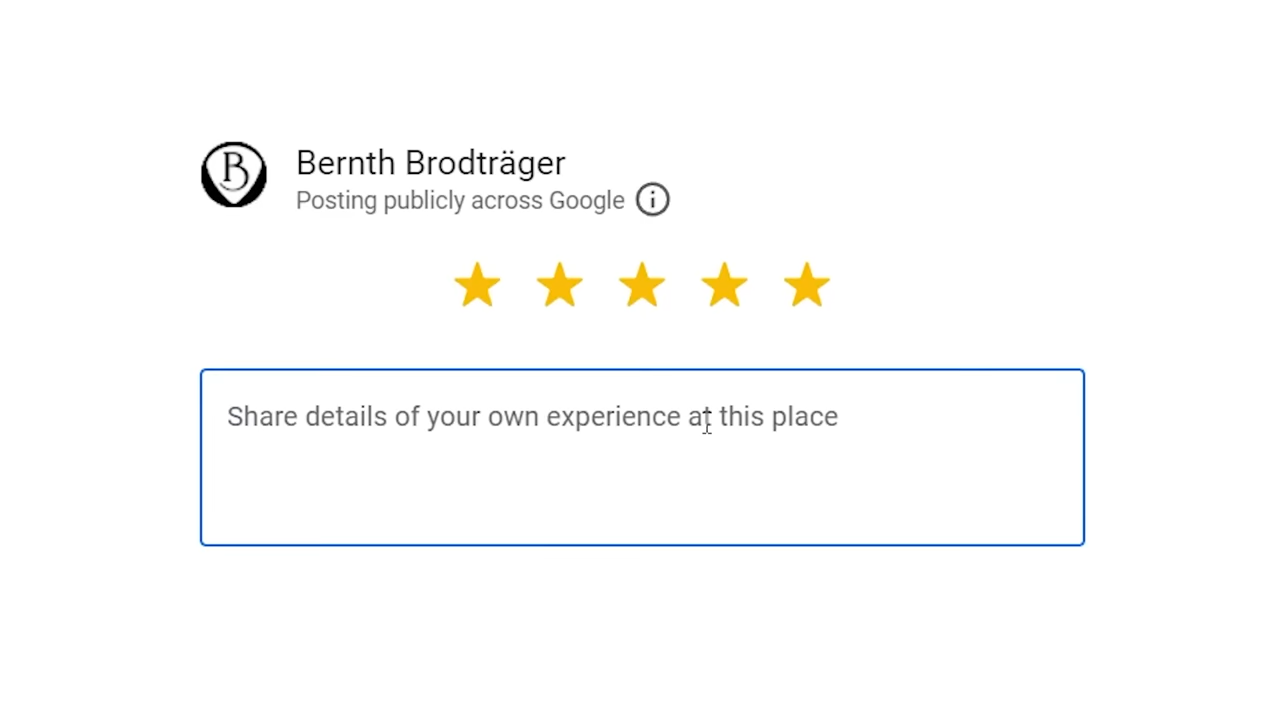 B
Bernth Brodträger
Posting publicly across Google
Share details of your own experience at this place